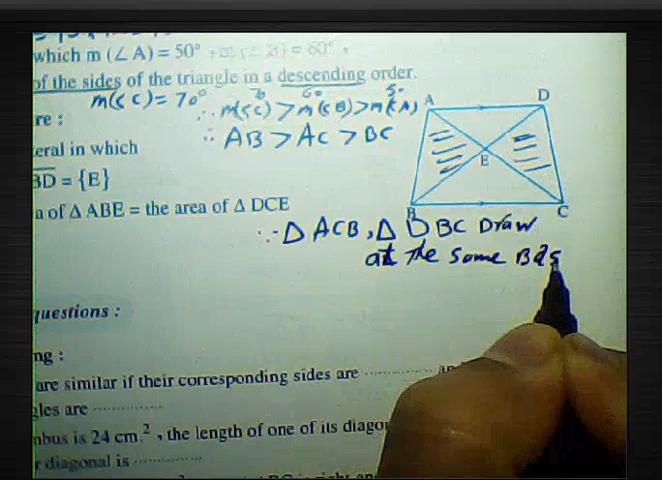 which m (∠ A) = 50° , m (∠ B) = 60° ,
of the sides of the triangle in a descending order.
m(∠C) = 70°
70 60 50
∴ m(∠C) > m(∠B) > m(∠A)
∴ AB > AC > BC
re :
eral in which
BD = {E}
a of Δ ABE = the area of Δ DCE
A
D
E
B
C
∵ Δ ACB, Δ DBC Draw
at The Same Bas
uestions :
ng :
are similar if their corresponding sides are ............
gles are ............
mbus is 24 cm.² , the length of one of its diago
r diagonal is ............